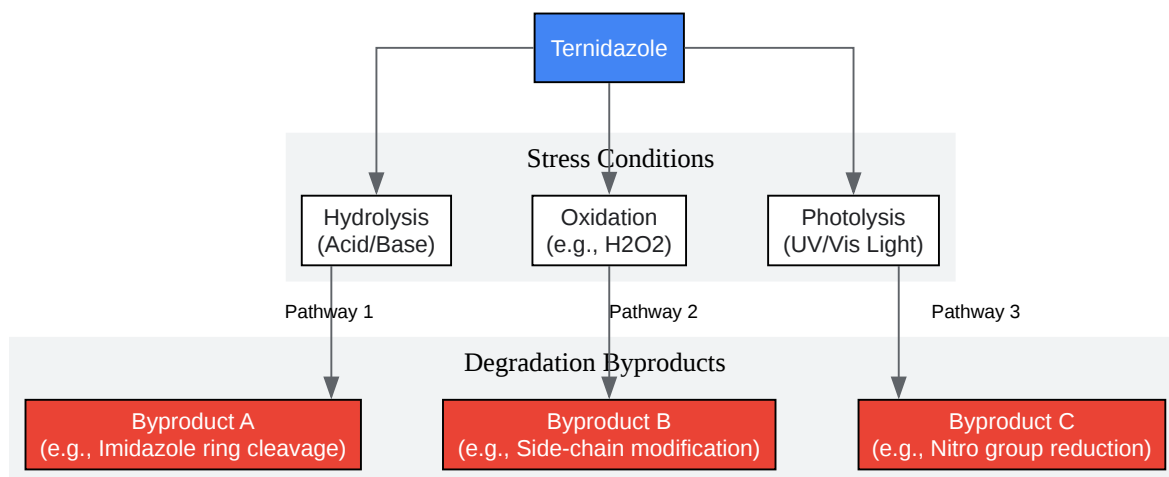 Ternidazole
Stress Conditions
Hydrolysis
(Acid/Base)
Oxidation
(e.g., H2O2)
Photolysis
(UV/Vis Light)
Pathway 1
Pathway 2
Pathway 3
Degradation Byproducts
Byproduct A
(e.g., Imidazole ring cleavage)
Byproduct B
(e.g., Side-chain modification)
Byproduct C
(e.g., Nitro group reduction)